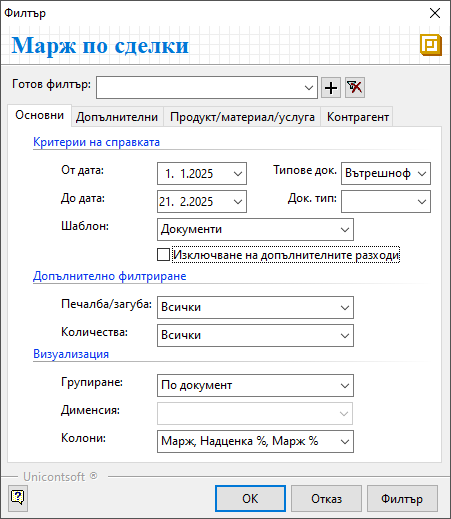 Филтър
Марж по сделки
Готов филтър:
Основни Допълнителни Продукт/материал/услуга Контрагент
Критерии на справката
От дата: 1. 1.2025 Типове док. Вътрешноф
До дата: 21. 2.2025 Док. тип:
Шаблон: Документи
Изключване на допълнителните разходи
Допълнително филтриране
Печалба/загуба: Всички
Количества: Всички
Визуализация
Групиране: По документ
Дименсия:
Колони: Марж, Надценка %, Марж %
Unicontsoft ®
? ОК Отказ Филтър